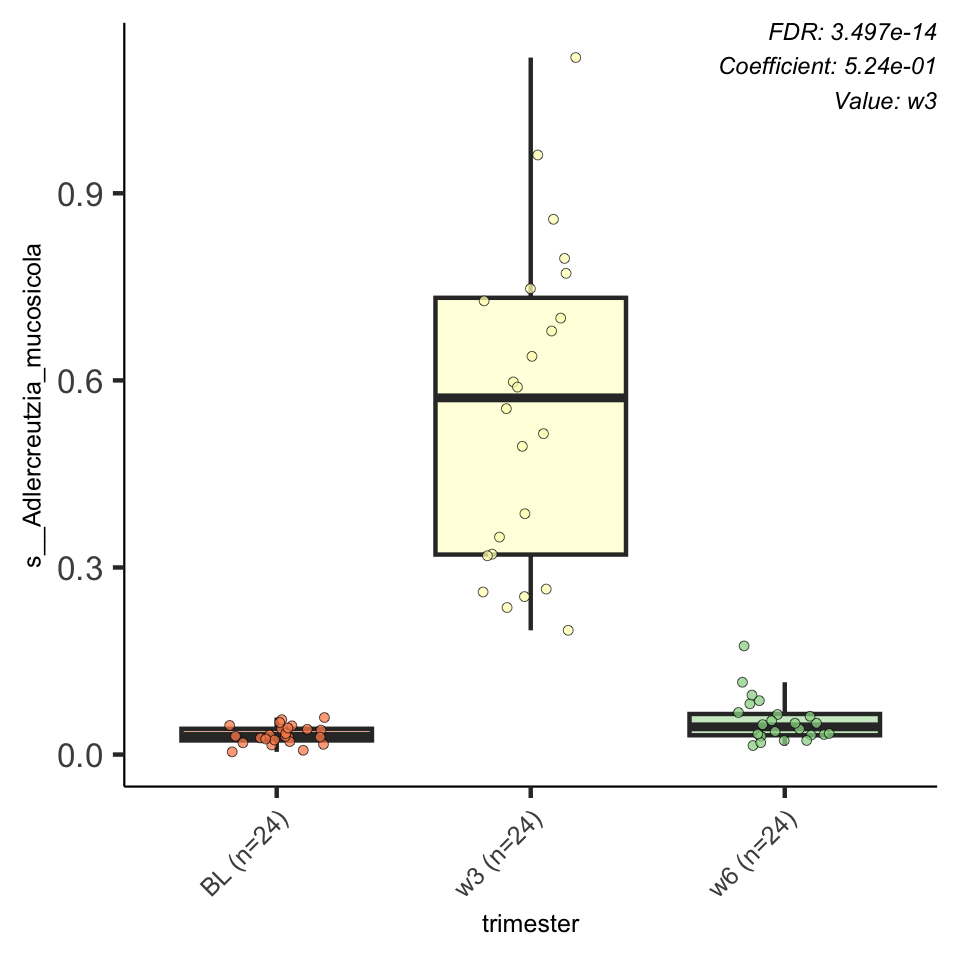 FDR: 3.497e-14
Coefficient: 5.24e-01
Value: w3
s__Adlercreutzia_mucosicola
0.9
0.6
0.3
0.0
BL (n=24)
w3 (n=24)
w6 (n=24)
trimester